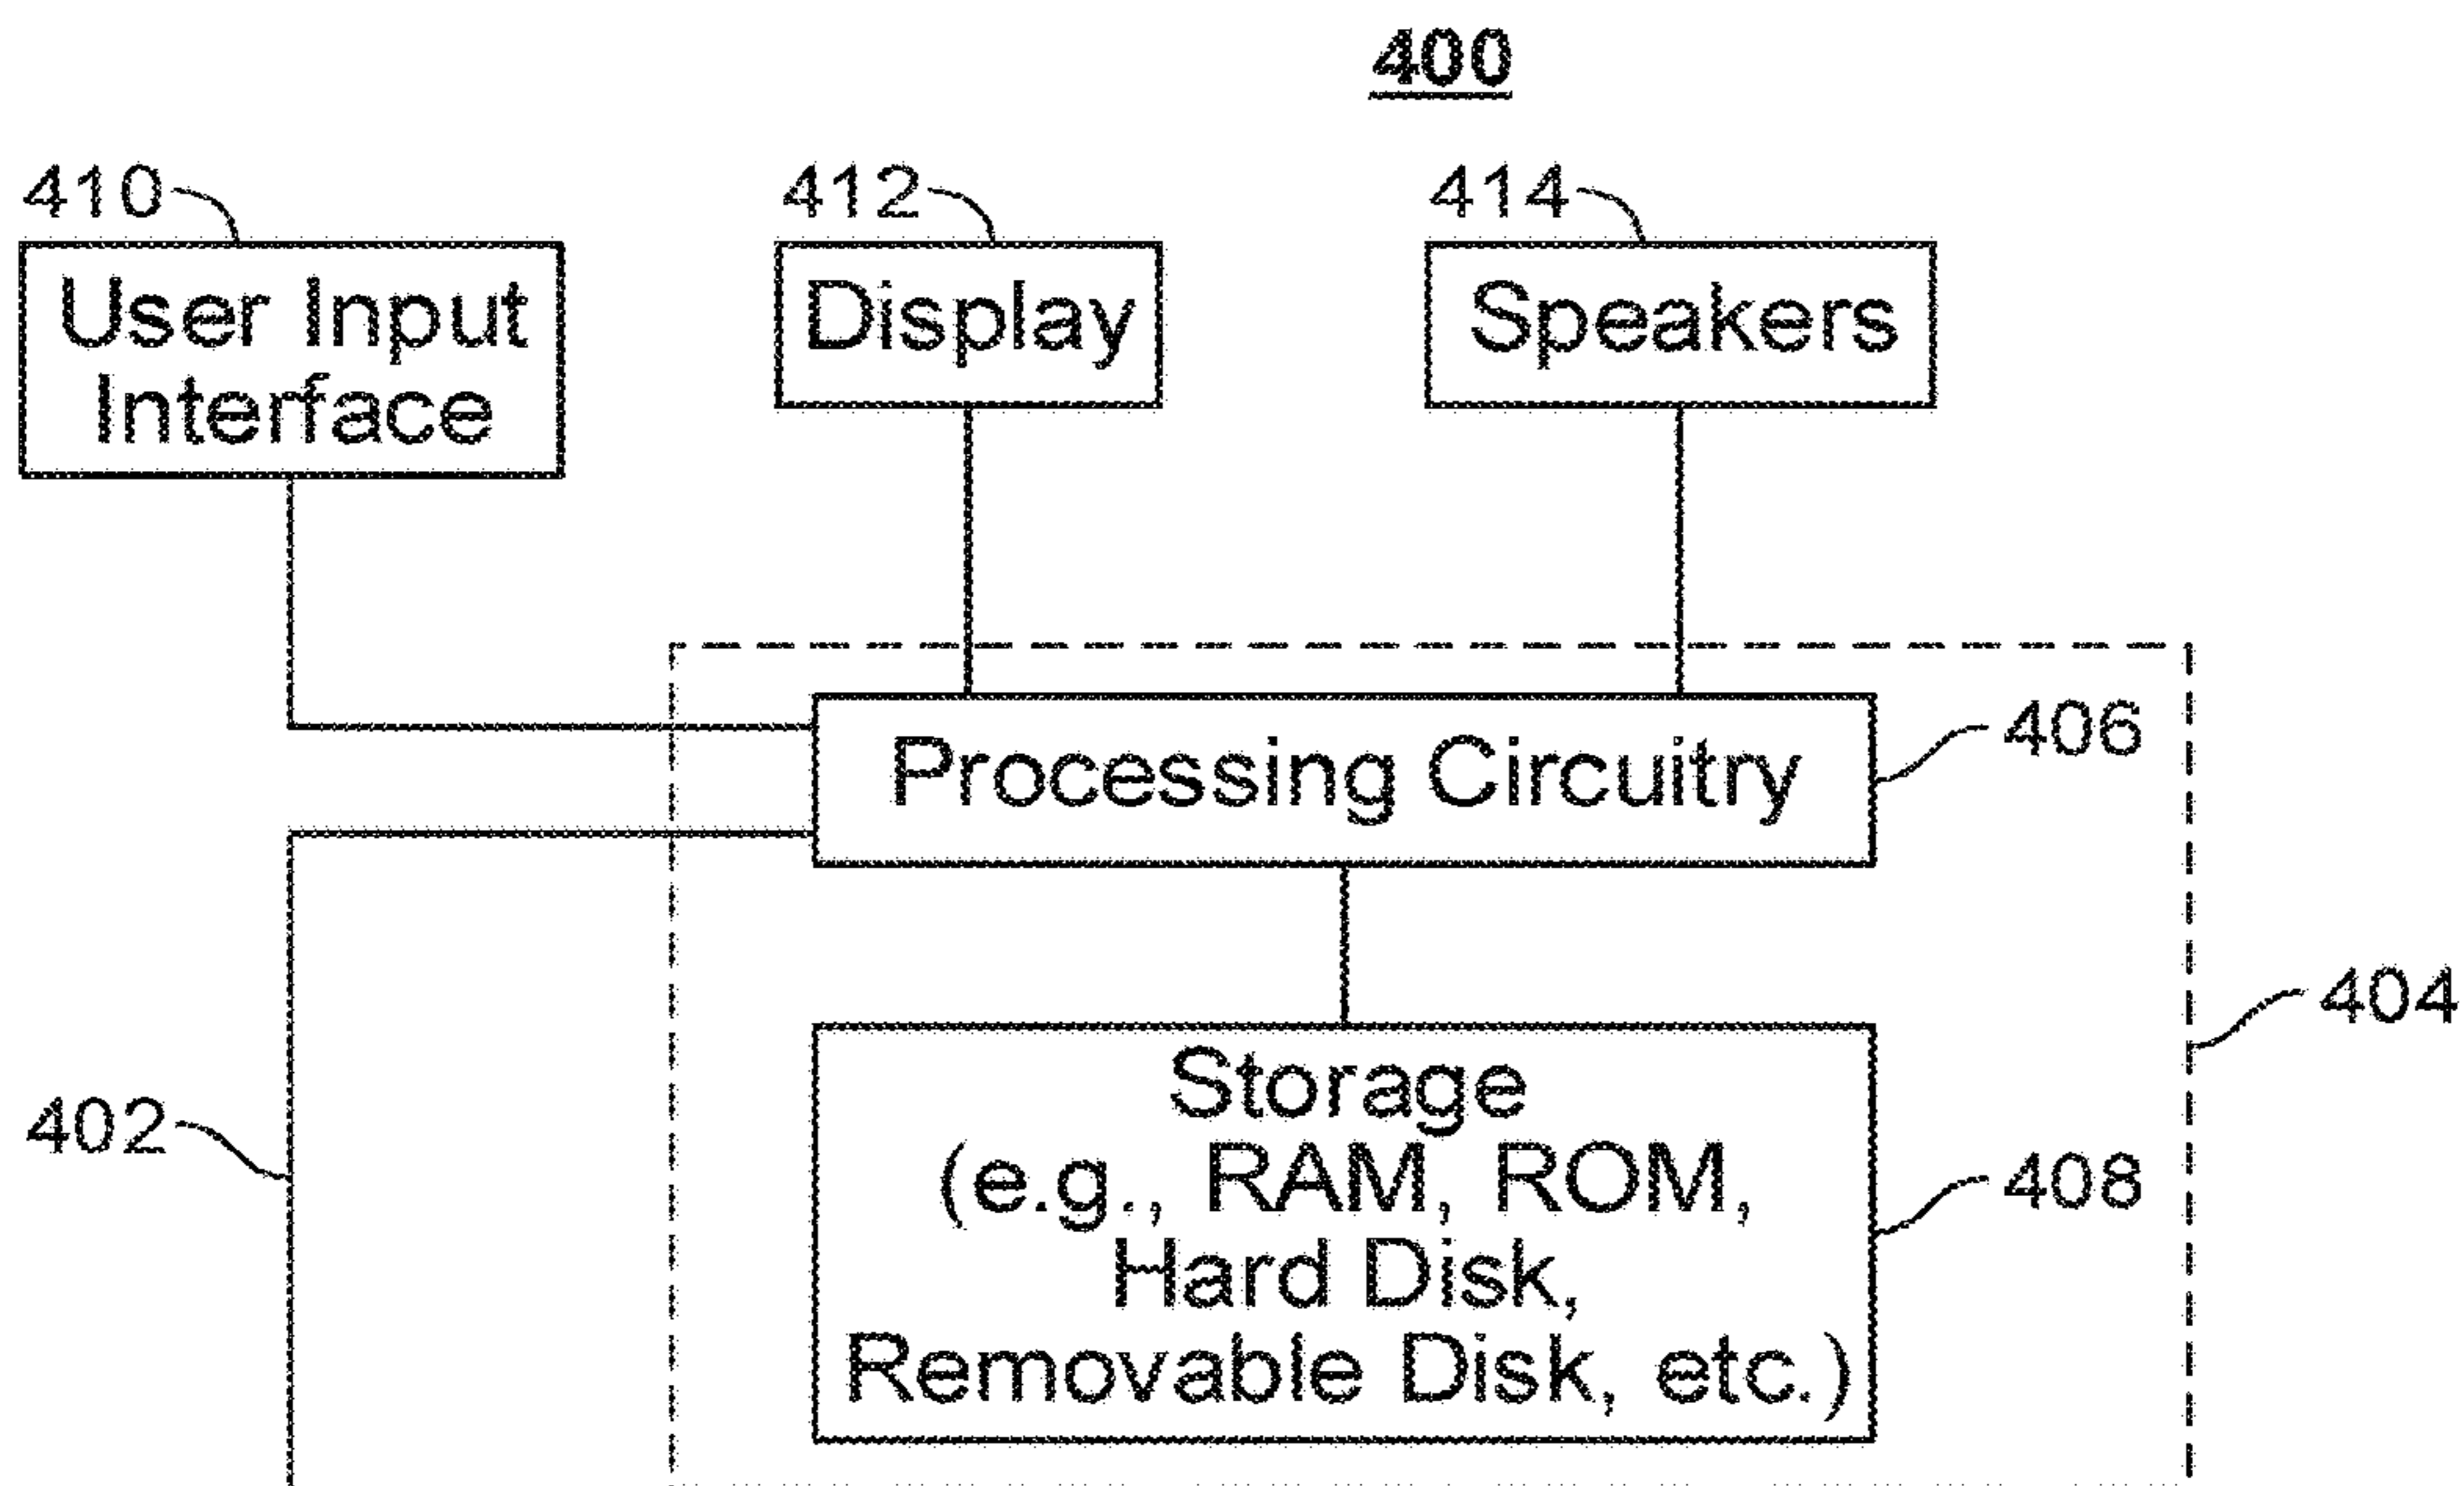 400
410
412
414
User Input
Interface
Display
Speakers
Processing Circuitry
406
404
402
Storage
(e.g., RAM, ROM,
Hard Disk,
Removable Disk, etc.)
408